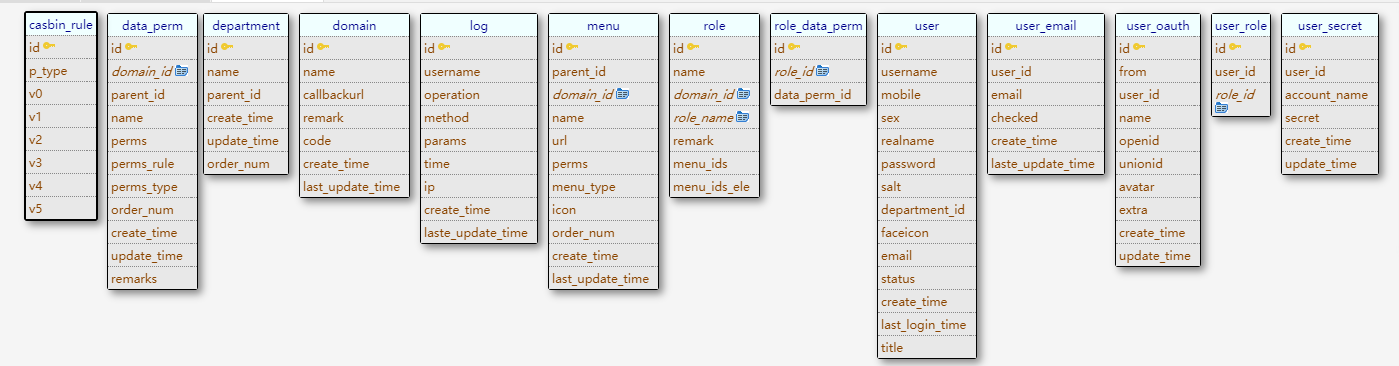 casbin_rule
id
p_type
v0
v1
v2
v3
v4
v5
data_perm
id
domain_id
parent_id
name
perms
perms_rule
perms_type
order_num
create_time
update_time
remarks
department
id
name
parent_id
create_time
update_time
order_num
domain
id
name
callbackurl
remark
code
create_time
last_update_time
log
id
username
operation
method
params
time
ip
create_time
laste_update_time
menu
id
parent_id
domain_id
name
url
perms
menu_type
icon
order_num
create_time
last_update_time
role
id
name
domain_id
role_name
remark
menu_ids
menu_ids_ele
role_data_perm
id
role_id
data_perm_id
user
id
username
mobile
sex
realname
password
salt
department_id
faceicon
email
status
create_time
last_login_time
title
user_email
id
user_id
email
checked
create_time
laste_update_time
user_oauth
id
from
user_id
name
openid
unionid
avatar
extra
create_time
update_time
user_role
id
user_id
role_id
user_secret
id
user_id
account_name
secret
create_time
update_time